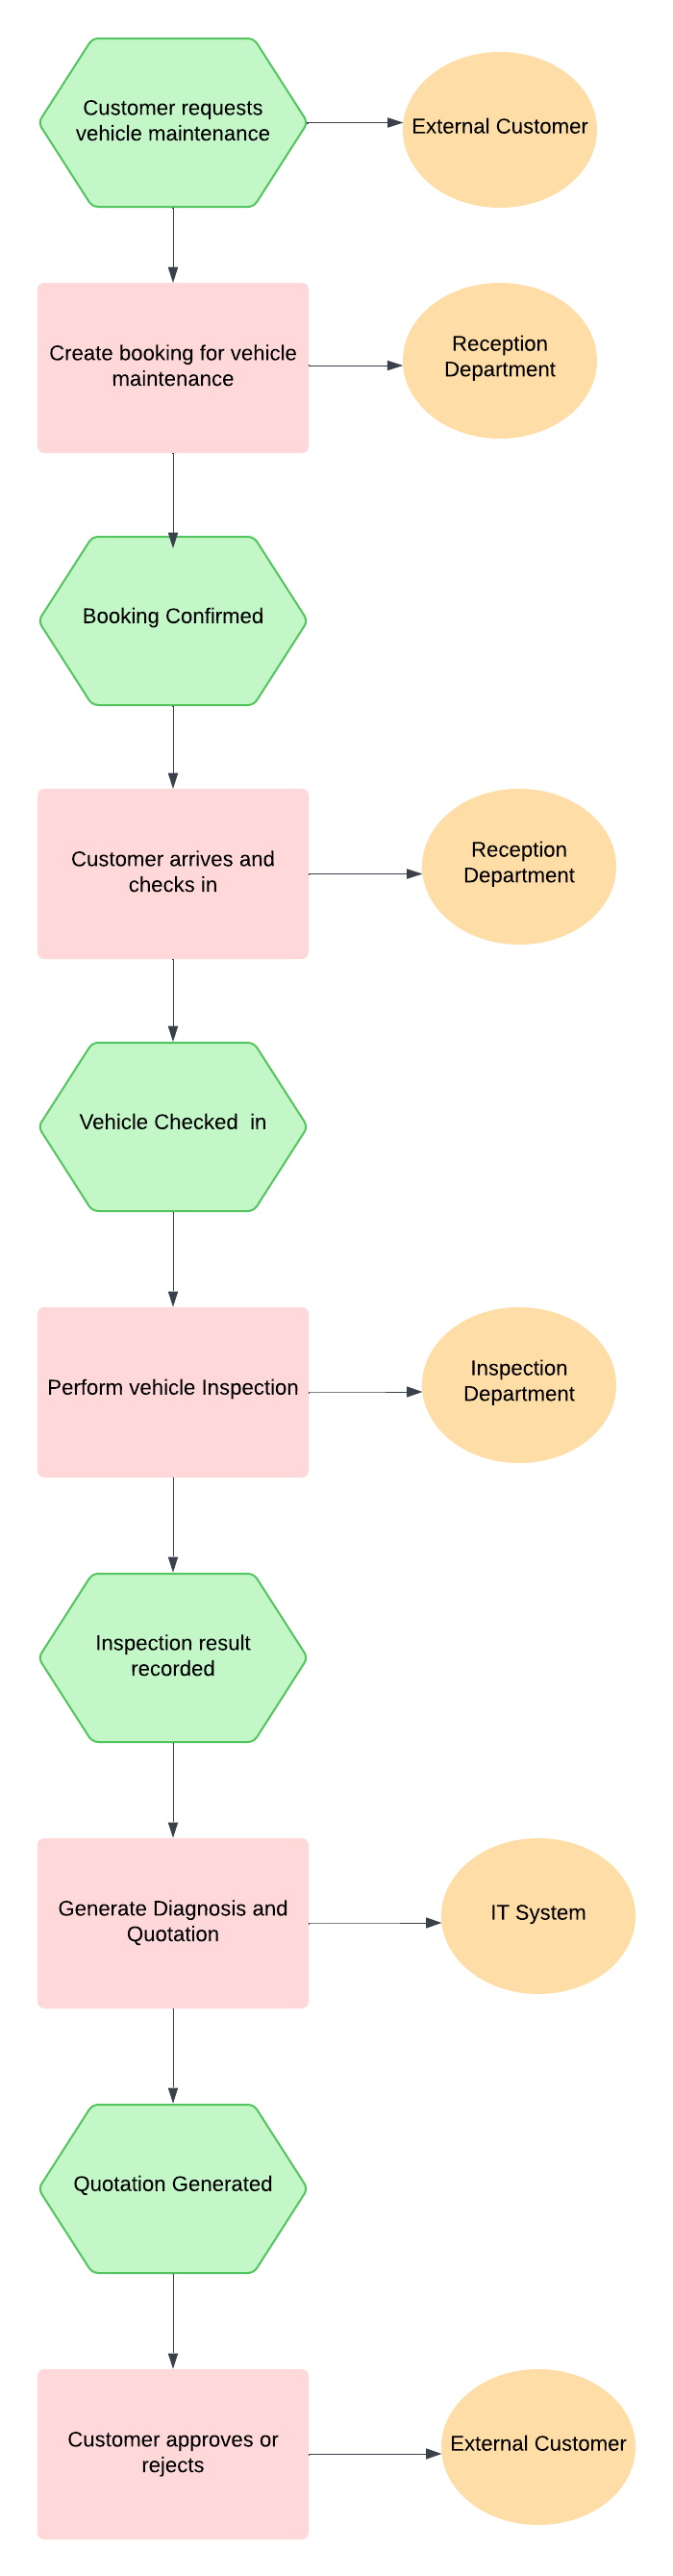 Customer requests
vehicle maintenance
External Customer
Create booking for vehicle
maintenance
Reception
Department
Booking Confirmed
Customer arrives and
checks in
Reception
Department
Vehicle Checked  in
Perform vehicle Inspection
Inspection
Department
Inspection result
recorded
Generate Diagnosis and
Quotation
IT System
Quotation Generated
Customer approves or
rejects
External Customer